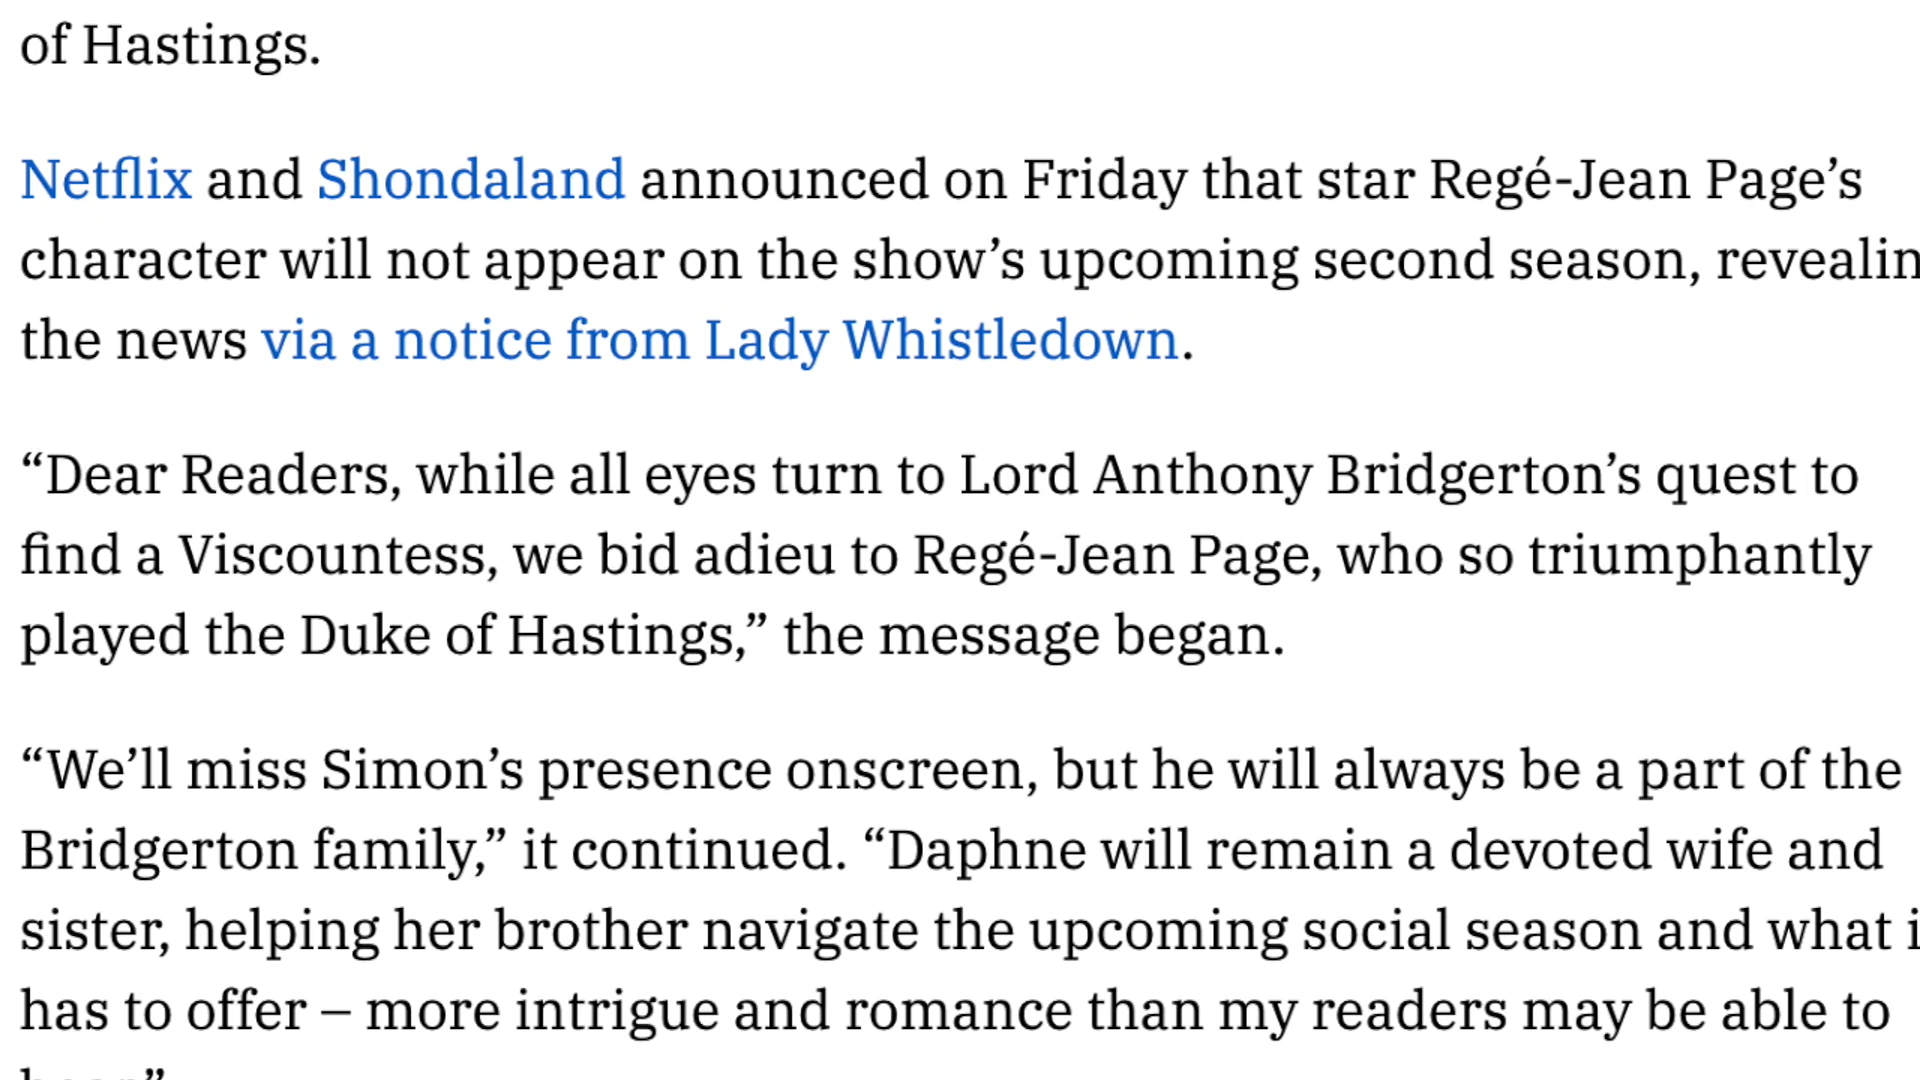 of Hastings.
Netflix and Shondaland announced on Friday that star Regé-Jean Page’s
character will not appear on the show’s upcoming second season, revealin
the news via a notice from Lady Whistledown.
“Dear Readers, while all eyes turn to Lord Anthony Bridgerton’s quest to
find a Viscountess, we bid adieu to Regé-Jean Page, who so triumphantly
played the Duke of Hastings,” the message began.
“We’ll miss Simon’s presence onscreen, but he will always be a part of the
Bridgerton family,” it continued. “Daphne will remain a devoted wife and
sister, helping her brother navigate the upcoming social season and what i
has to offer – more intrigue and romance than my readers may be able to